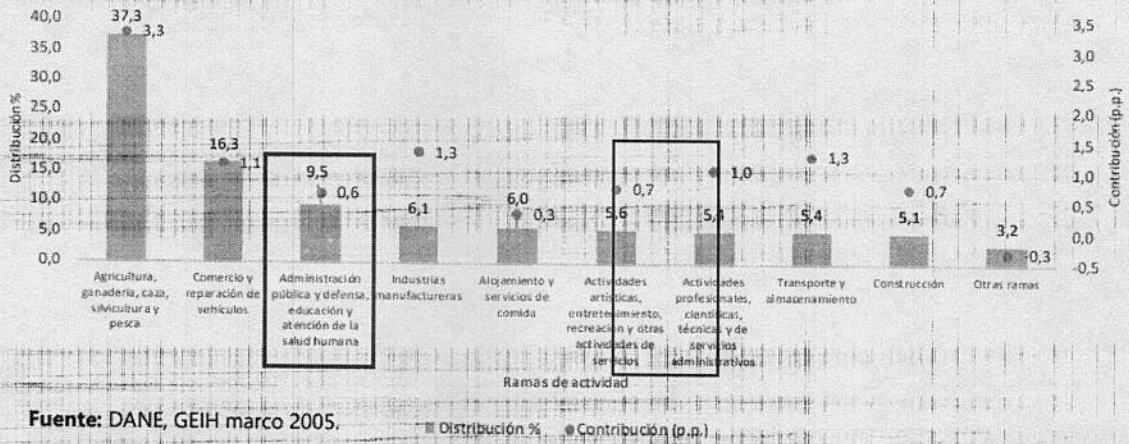 40,0
35,0
30,0
25,0
20,0
15,0
10,0
5,0
0,0
Distribución %
37,3
3,3
16,3
1,1
9,5
0,6
1,3
6,1
6,0
0,3
0,7
5,6
1,0
5,4
1,3
5,4
0,7
5,1
3,2
-0,3
3,5
3,0
2,5
2,0
1,5
1,0
0,5
0,0
-0,5
Contribución (p.p.)
Agricultura,
ganadería, caza,
silvicultura y
pesca
Comercio y
reparación de
vehículos
Administración
pública y defensa,
educación y
atención de la
salud humana
Industrias
manufactureras
Alojamiento y
servicios de
comida
Actividades
artísticas,
entretenimiento,
recreación y otras
actividades de
servicios
Actividades
profesionales,
científicas,
técnicas y de
servicios
administrativos
Transporte y
almacenamiento
Construcción
Otras ramas
Ramas de actividad
Fuente: DANE, GEIH marco 2005.
Distribución %
Contribución (p.p.)